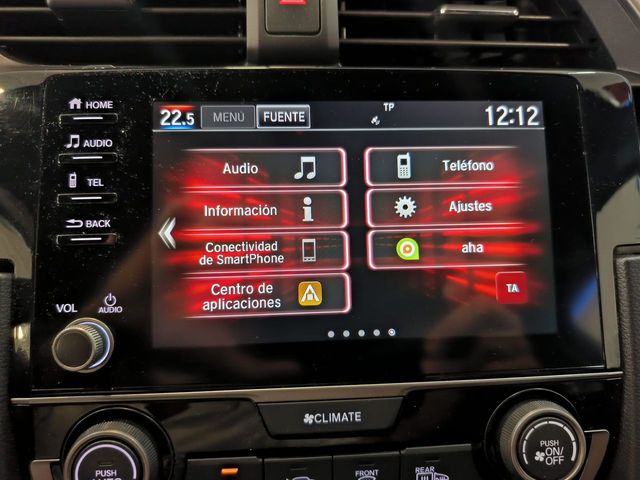 HOME
AUDIO
TEL
BACK
VOL
AUDIO
22.5
MENÚ
FUENTE
TP
12:12
Audio
Teléfono
Información
Ajustes
Conectividad
de SmartPhone
aha
Centro de
aplicaciones
TA
CLIMATE
PUSH
AUTO
FRONT
REAR
PUSH
ON/
OFF